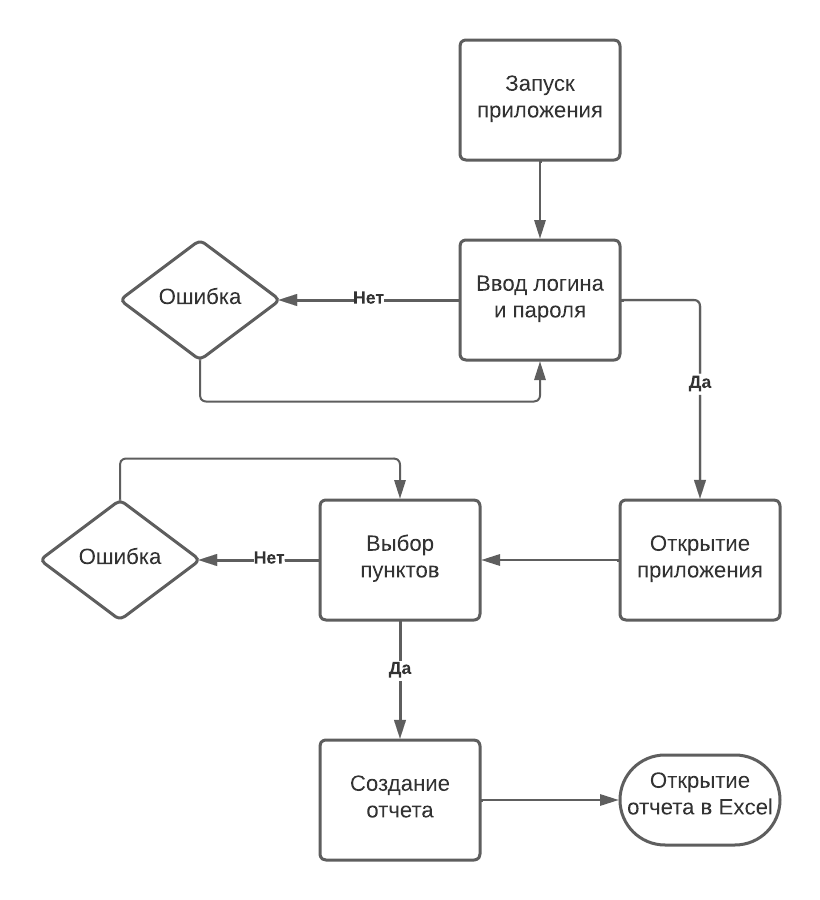 Запуск
приложения
Ошибка
Нет
Ввод логина
и пароля
Да
Ошибка
Нет
Выбор
пунктов
Открытие
приложения
Да
Создание
отчета
Открытие
отчета в Excel